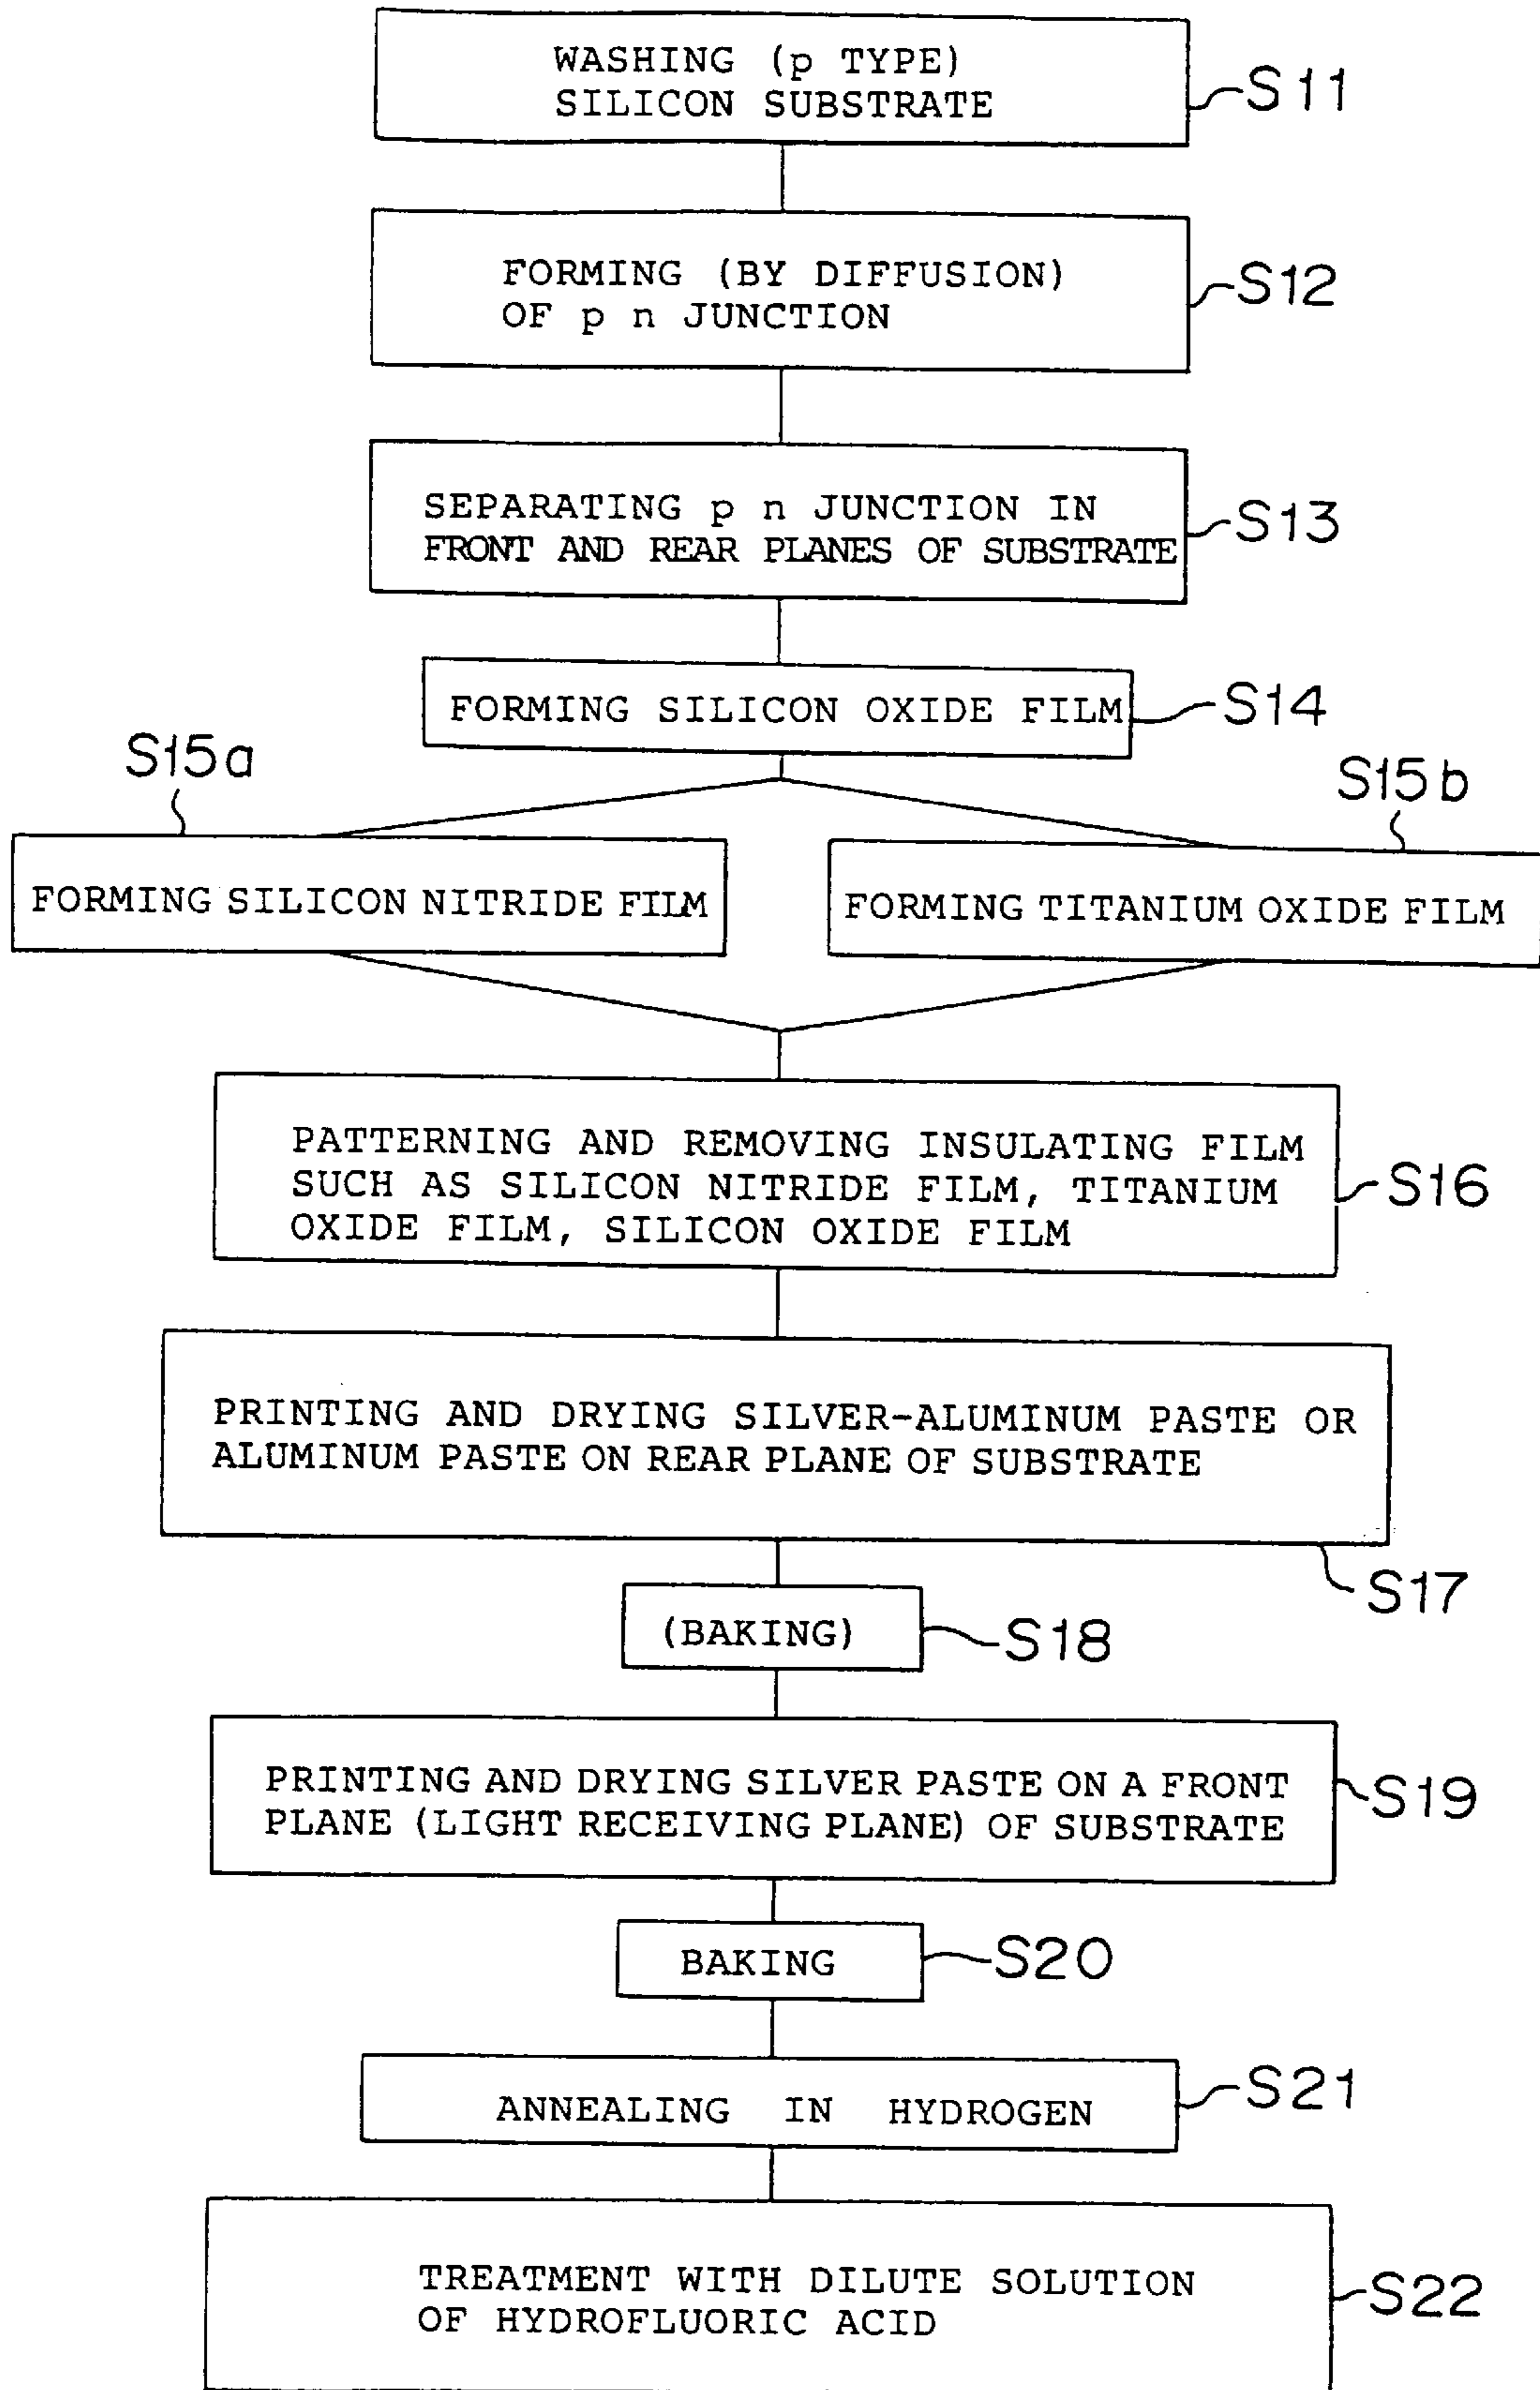 WASHING (p TYPE)
SILICON SUBSTRATE
S11
FORMING (BY DIFFUSION)
OF p n JUNCTION
S12
SEPARATING p n JUNCTION IN
FRONT AND REAR PLANES OF SUBSTRATE
S13
FORMING SILICON OXIDE FILM
S14
S15a
S15b
FORMING SILICON NITRIDE FILM
FORMING TITANIUM OXIDE FILM
PATTERNING AND REMOVING INSULATING FILM
SUCH AS SILICON NITRIDE FILM, TITANIUM
OXIDE FILM, SILICON OXIDE FILM
S16
PRINTING AND DRYING SILVER-ALUMINUM PASTE OR
ALUMINUM PASTE ON REAR PLANE OF SUBSTRATE
S17
(BAKING)
S18
PRINTING AND DRYING SILVER PASTE ON A FRONT
PLANE (LIGHT RECEIVING PLANE) OF SUBSTRATE
S19
BAKING
S20
ANNEALING IN HYDROGEN
S21
TREATMENT WITH DILUTE SOLUTION
OF HYDROFLUORIC ACID
S22